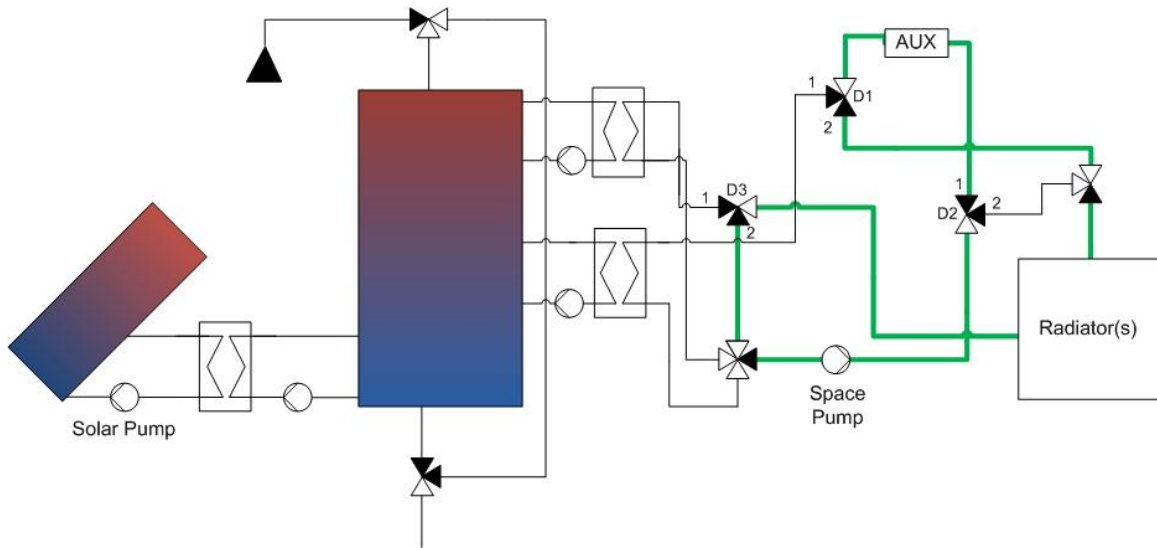 AUX
1
D1
2
D3
1
2
1
2
D2
Radiator(s)
Space
Pump
Solar Pump